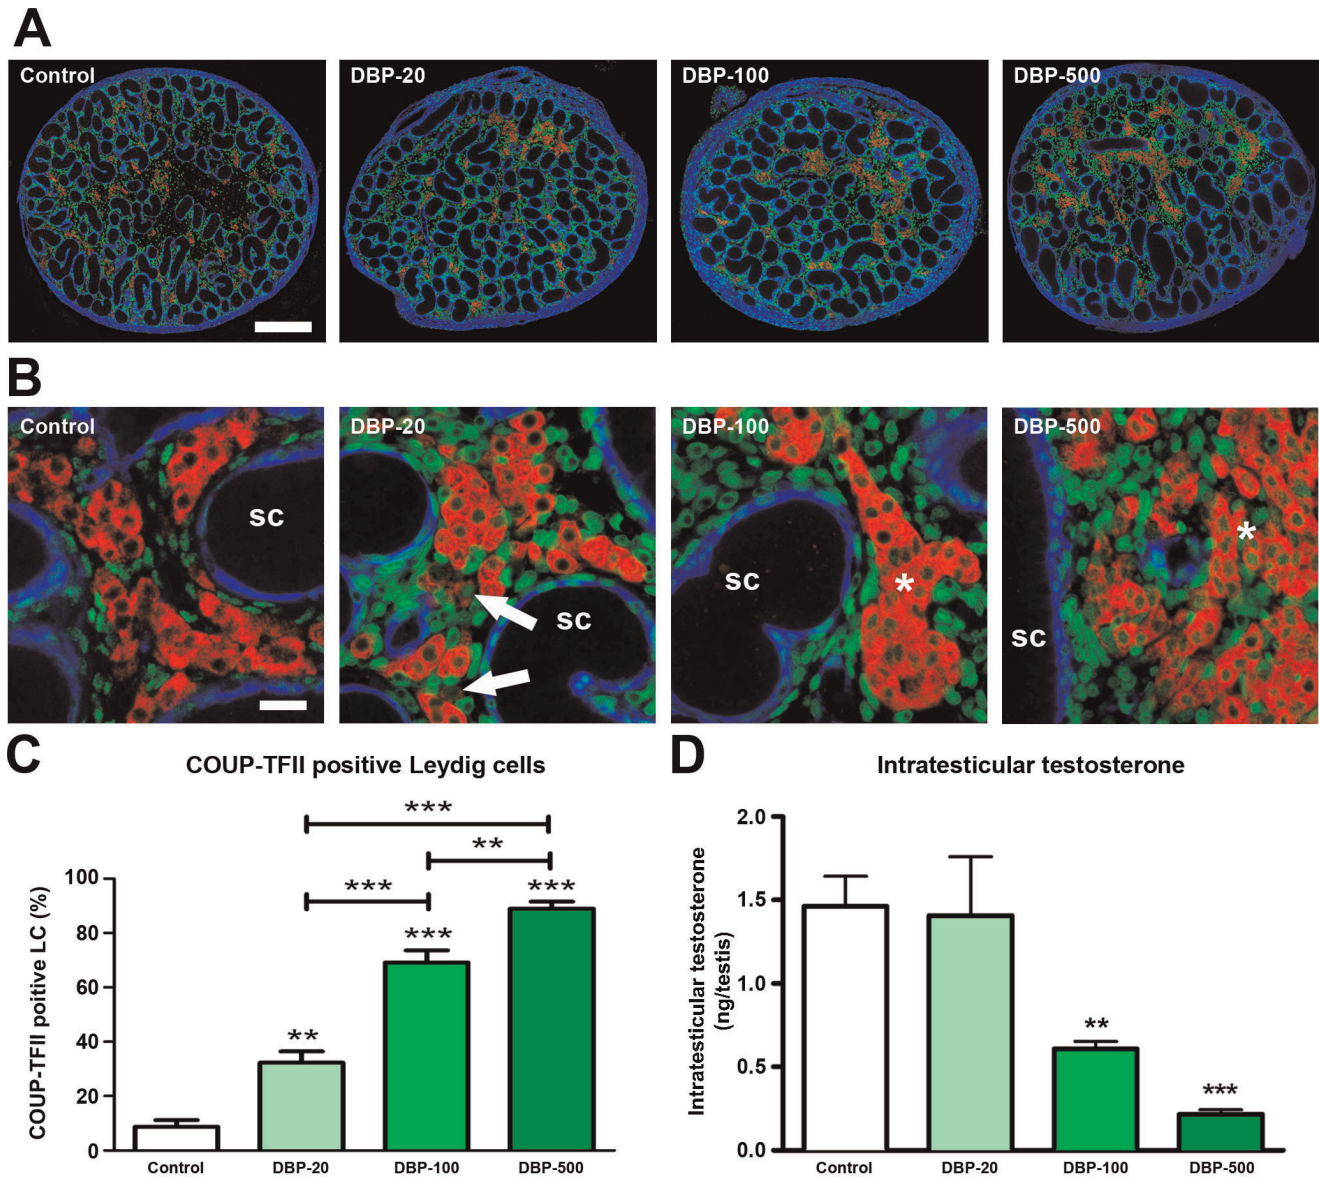 A
Control
DBP-20
DBP-100
DBP-500
B
Control
DBP-20
DBP-100
DBP-500
SC
SC
SC
*
*
SC
C
COUP-TFII positive Leydig cells
***
**
***
***
***
**
COUP-TFII poitive LC (%)
100
80
60
40
20
0
Control
DBP-20
DBP-100
DBP-500
D
Intratesticular testosterone
Intratesticular testosterone
(ng/testis)
2.0
1.5
1.0
0.5
0.0
**
***
Control
DBP-20
DBP-100
DBP-500